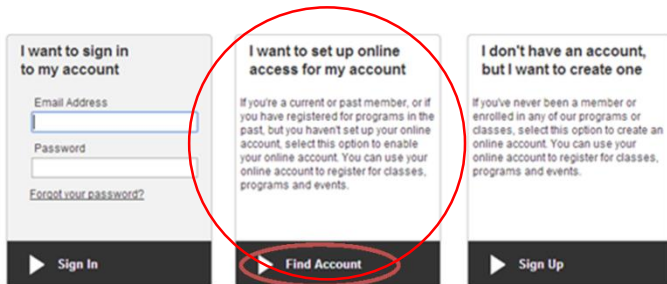 I want to sign in
to my account
Email Address
Password
Forgot your password?
Sign In
I want to set up online
access for my account
If you're a current or past member, or if
you have registered for programs in the
past, but you haven't set up your online
account, select this option to enable
your online account. You can use your
online account to register for classes,
programs and events.
Find Account
I don't have an account,
but I want to create one
If you've never been a member or
enrolled in any of our programs or
classes, select this option to create an
online account. You can use your
online account to register for classes,
programs and events.
Sign Up